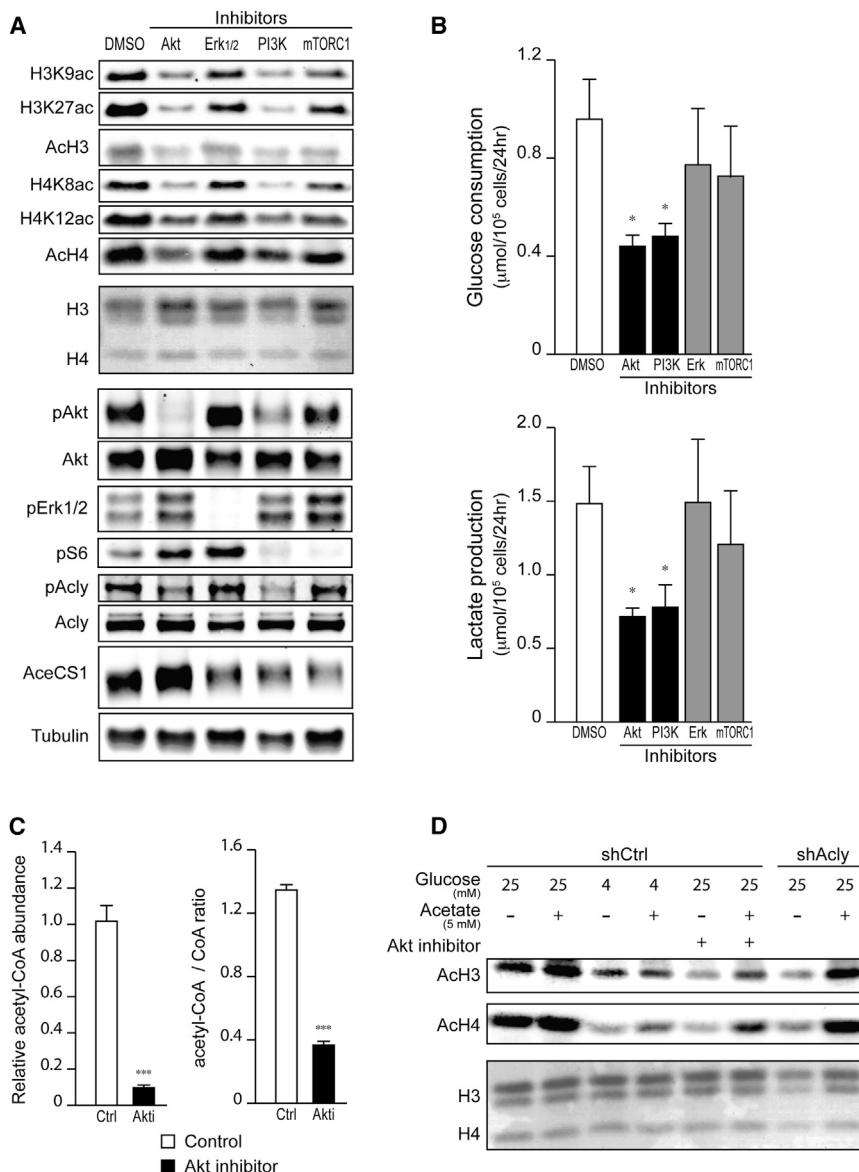 A
Inhibitors
DMSO Akt Erk1/2 PI3K mTORC1
H3K9ac
H3K27ac
AcH3
H4K8ac
H4K12ac
AcH4
H3
H4
pAkt
Akt
pErk1/2
pS6
pAcly
Acly
AceCS1
Tubulin
B
Glucose consumption
(μmol/10⁵ cells/24hr)
1.2
0.8
0.4
0
* *
DMSO Akt PI3K Erk mTORC1
Inhibitors
Lactate production
(μmol/10⁵ cells/24hr)
2.0
1.5
1.0
0.5
0
* *
DMSO Akt PI3K Erk mTORC1
Inhibitors
C
Relative acetyl-CoA abundance
1.4
1.2
1.0
0.8
0.6
0.4
0.2
0
***
Ctrl Akti
acetyl-CoA / CoA ratio
1.6
1.2
0.8
0.4
0
***
Ctrl Akti
Control
Akt inhibitor
D
shCtrl shAcly
Glucose (mM) 25 25 4 4 25 25 25 25
Acetate (5 mM) – + – + – + – +
Akt inhibitor + +
AcH3
AcH4
H3
H4